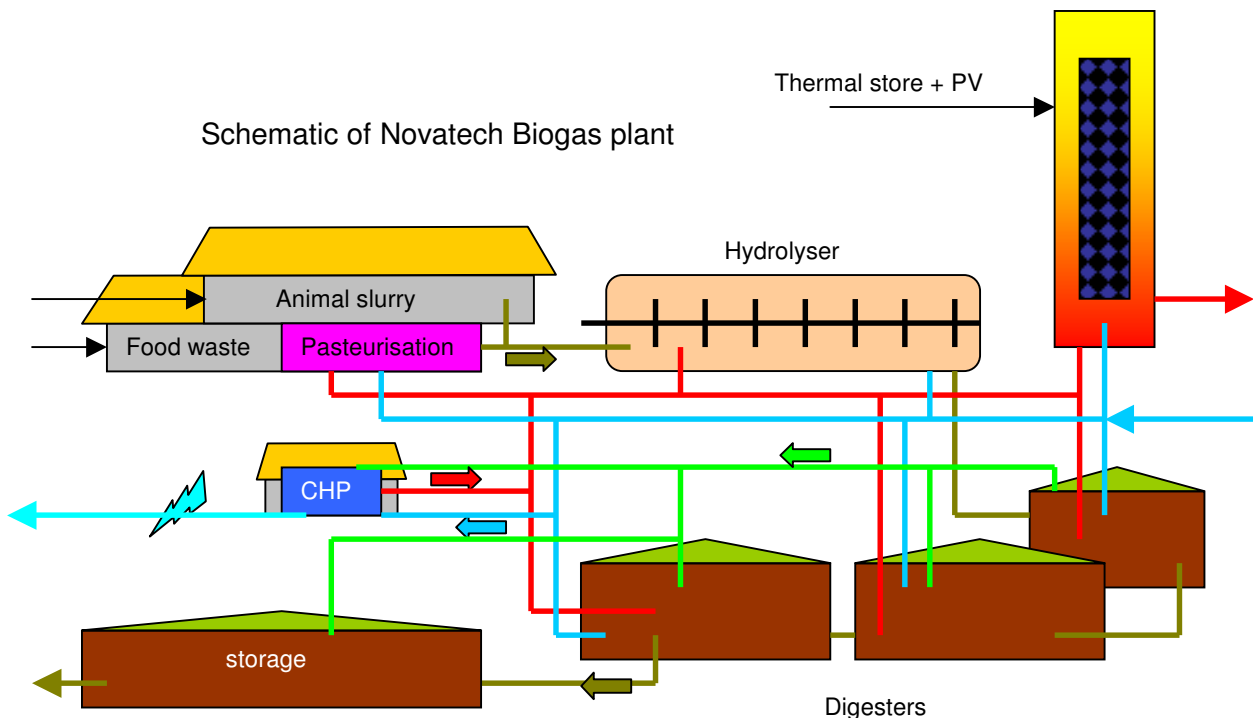 Thermal store + PV
Schematic of Novatech Biogas plant
Hydrolyser
Animal slurry
Food waste
Pasteurisation
CHP
storage
Digesters